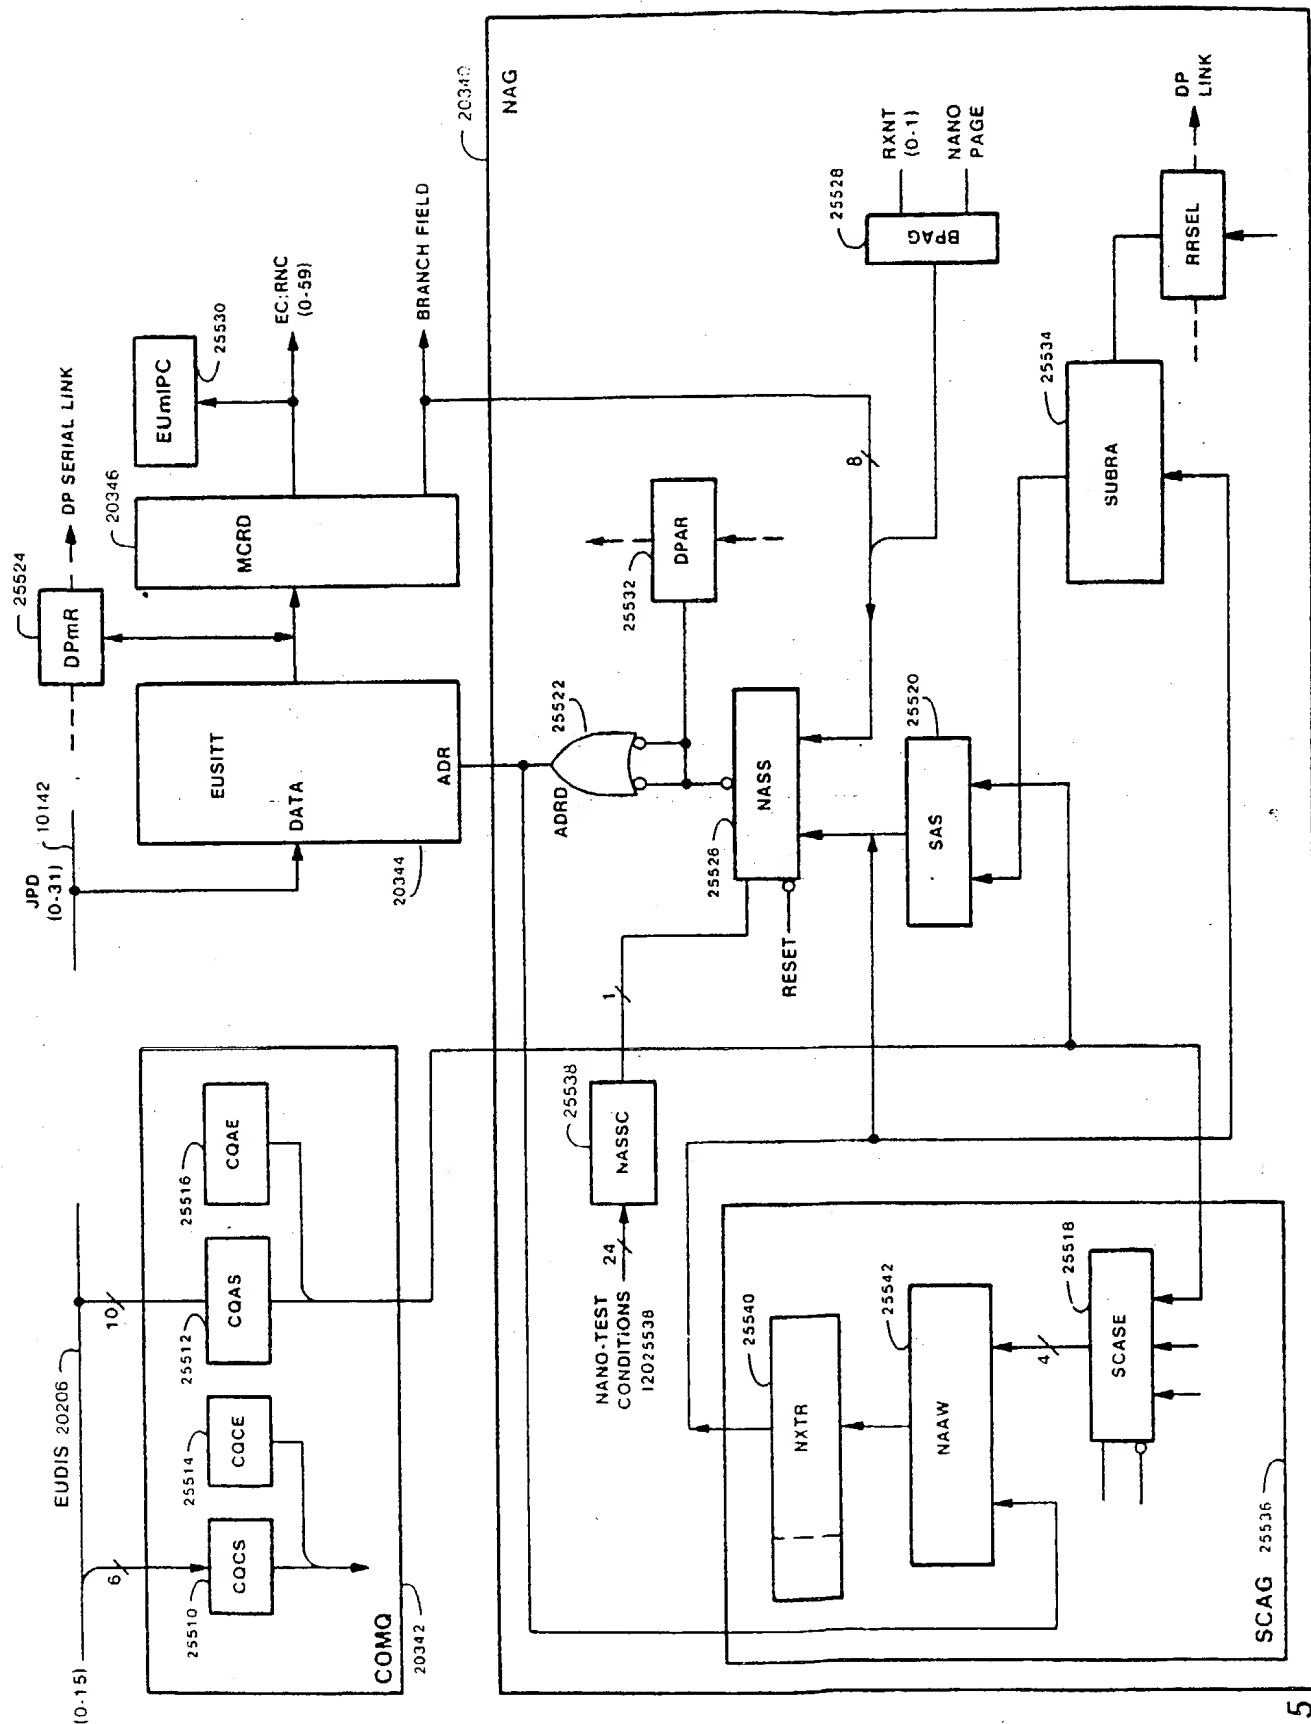 (0-15)
EUDIS 20206
6
10
25510
CQCS
25514
CQCE
25512
CQAS
25516
CQAE
COMQ
20342
JPD
(0-31)
10142
25524
DPmR
DP SERIAL LINK
EUSITT
DATA
ADR
20344
20346
MCRD
EUmIPC
25530
EC:RNC
(0-59)
BRANCH FIELD
20340
NAG
NANO-TEST
CONDITIONS
12025538
24
NASSC
25538
1
ADRD
25522
25532
DPAR
25526
NASS
RESET
8
25528
BPAG
RXNT
(0-1)
NANO
PAGE
SAS
25520
SUBRA
25534
RRSEL
DP
LINK
NXTR
25540
NAAW
25542
4
SCASE
25518
SCAG
25536
5